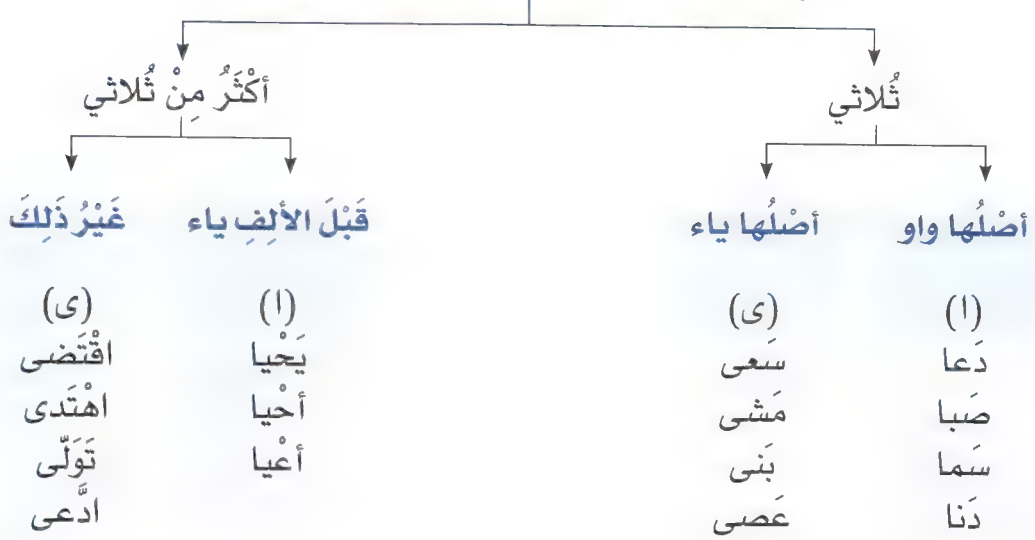 ثُلاثي أكْثَرُ مِنْ ثُلاثي
أصْلُها واو أصْلُها ياء قَبْلَ الألِفِ ياء غَيْرُ ذَلِكَ
(ا) (ى) (ا) (ى)
دَعا سَعى يَحْيا اقْتَضى
صَبا مَشى أحْيا اهْتَدى
سَما بَنى أعْيا تَوَلّى
دَنا عَصى ادَّعى